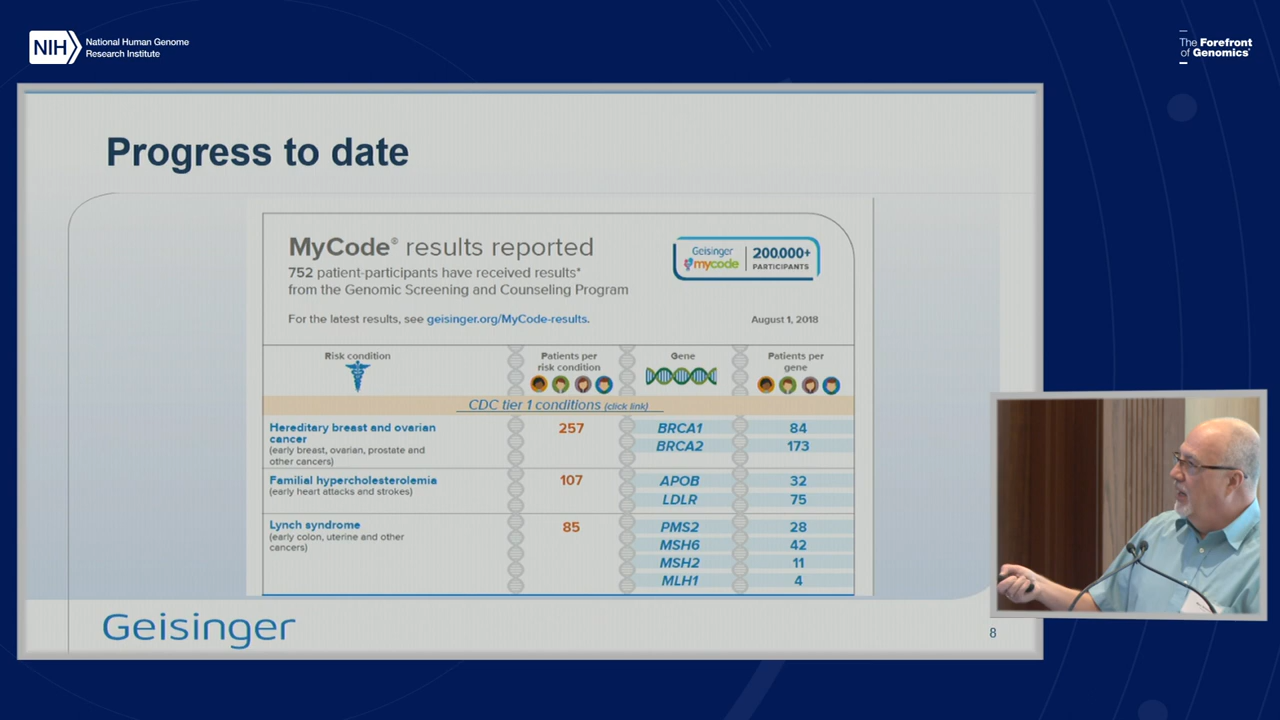 NIH
National Human Genome
Research Institute
The Forefront
of Genomics®
Progress to date
MyCode® results reported
752 patient-participants have received results*
from the Genomic Screening and Counseling Program
Geisinger
mycode
200,000+
PARTICIPANTS
For the latest results, see geisinger.org/MyCode-results.
August 1, 2018
Risk condition
Patients per
risk condition
Gene
Patients per
gene
CDC tier 1 conditions (click link)
Hereditary breast and ovarian
cancer
(early breast, ovarian, prostate and
other cancers)
257
BRCA1 84
BRCA2 173
Familial hypercholesterolemia
(early heart attacks and strokes)
107
APOB 32
LDLR 75
Lynch syndrome
(early colon, uterine and other
cancers)
85
PMS2 28
MSH6 42
MSH2 11
MLH1 4
Geisinger
8